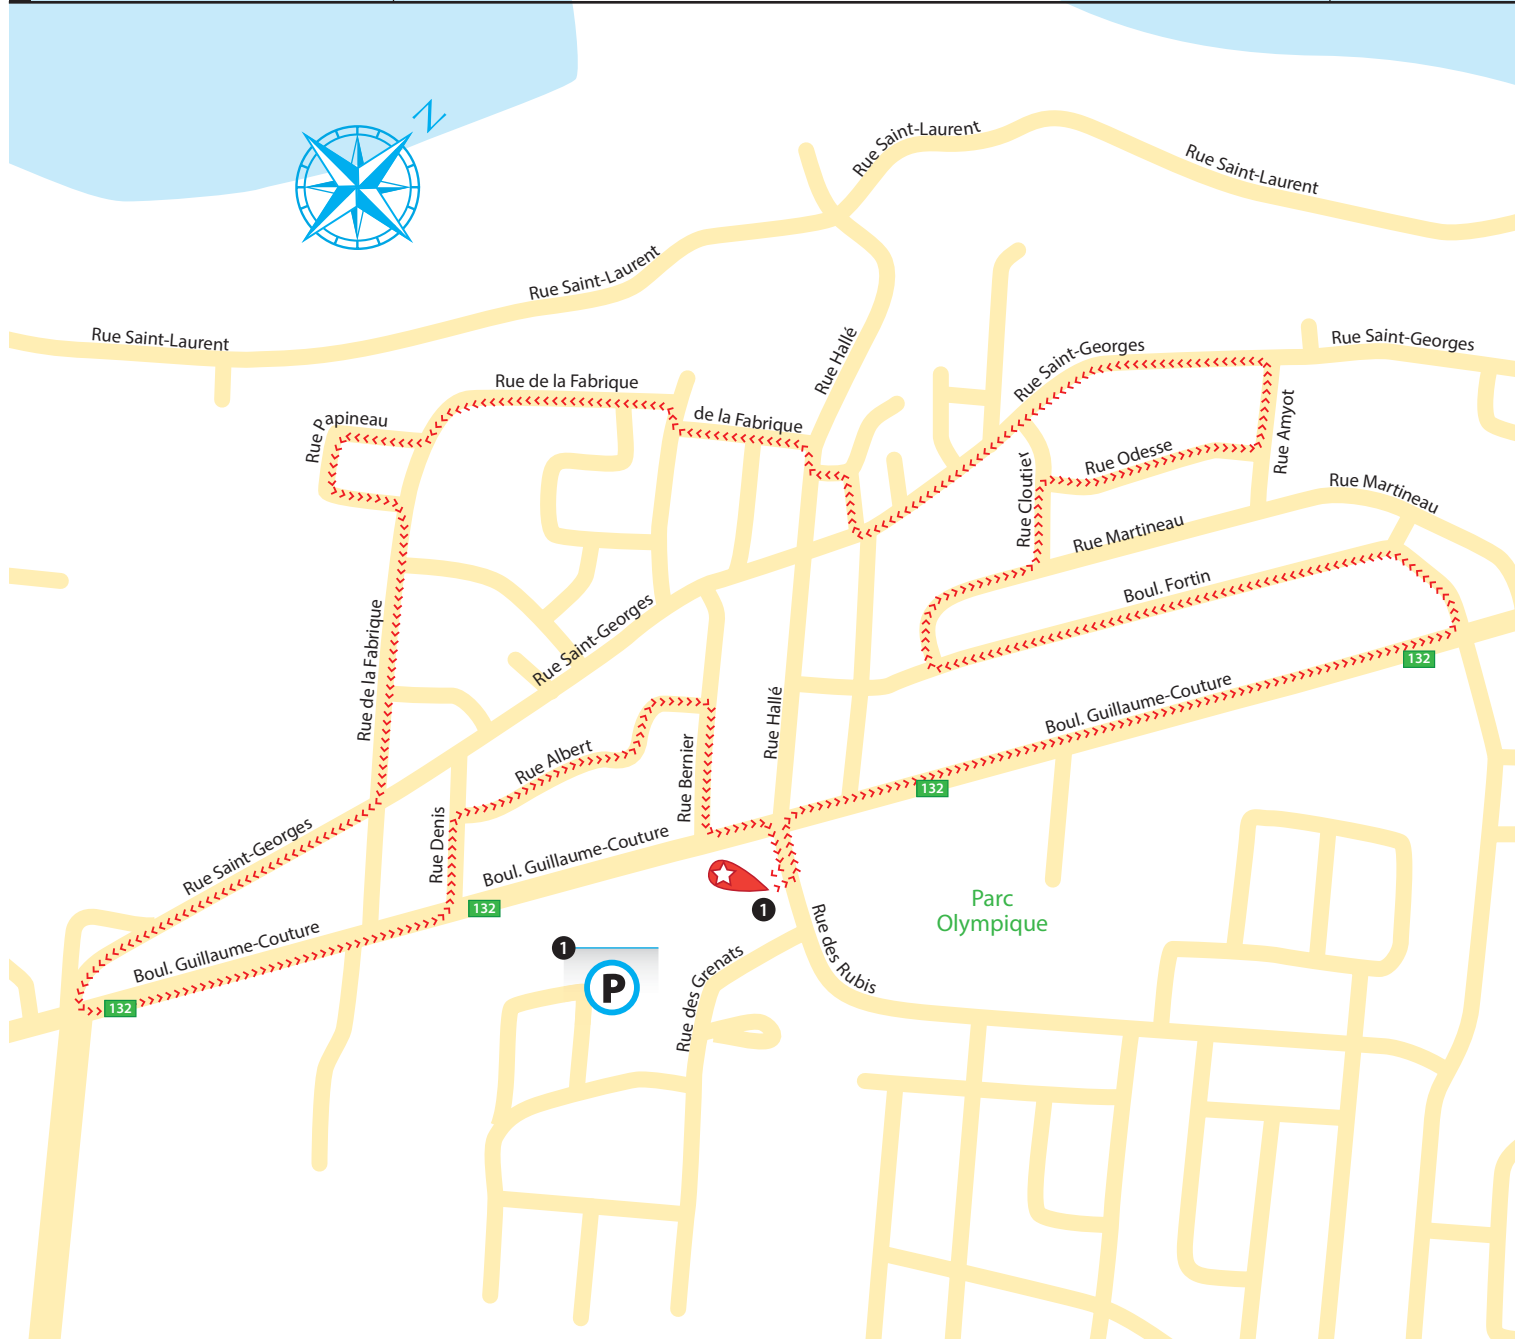 N
Rue Saint-Laurent
Rue Saint-Laurent
Rue Saint-Laurent
Rue Saint-Laurent
Rue Hallé
Rue Saint-Georges
Rue Saint-Georges
Rue de la Fabrique
de la Fabrique
Rue Papineau
Rue Amyot
Rue Odesse
Rue Cloutier
Rue Martineau
Rue Martineau
Boul. Fortin
Rue de la Fabrique
Rue Saint-Georges
132
Rue Hallé
Boul. Guillaume-Couture
Rue Albert
Rue Bernier
132
Rue Saint-Georges
Rue Denis
Boul. Guillaume-Couture
132
1
Parc
Olympique
Rue des Rubis
Boul. Guillaume-Couture
132
1
P
Rue des Grenats